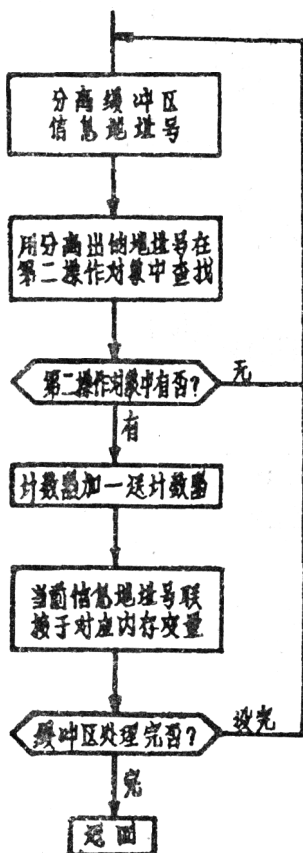 分离缓冲区
信息地址号
用分离出的地址号在
第二操作对象中查找
第二操作对象中有否?
无
有
计数器加一送计数器
当前信息地址号联
接于对应内存变量
缓冲区处理完否?
没完
完
返回